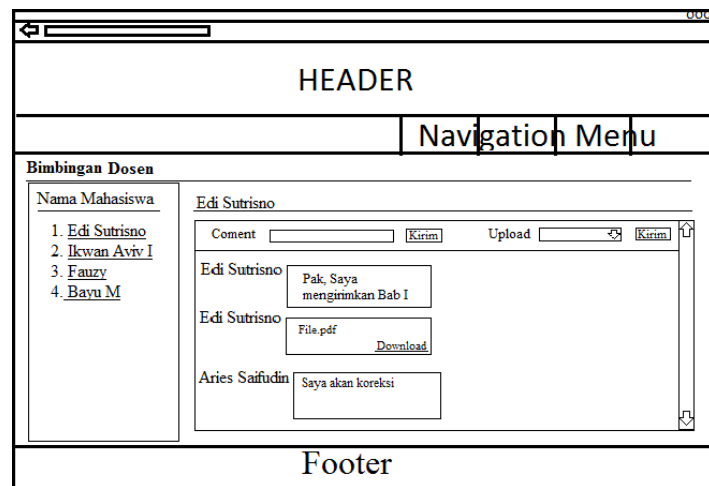 000
HEADER
Navigation Menu
Bimbingan Dosen
Nama Mahasiswa
1. Edi Sutrisno
2. Ikwan Aviv I
3. Fauzy
4. Bayu M
Edi Sutrisno
Coment Kirim Upload Kirim
Edi Sutrisno
Pak, Saya
mengirimkan Bab I
Edi Sutrisno
File.pdf
Download
Aries Saifudin
Saya akan koreksi
Footer